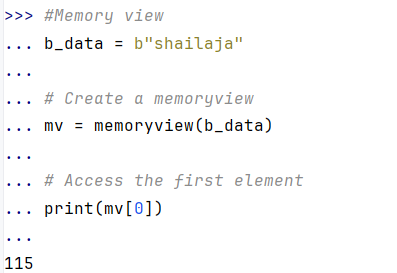 >>> #Memory view
... b_data = b"shailaja"
...
... # Create a memoryview
... mv = memoryview(b_data)
...
... # Access the first element
... print(mv[0])
...
115